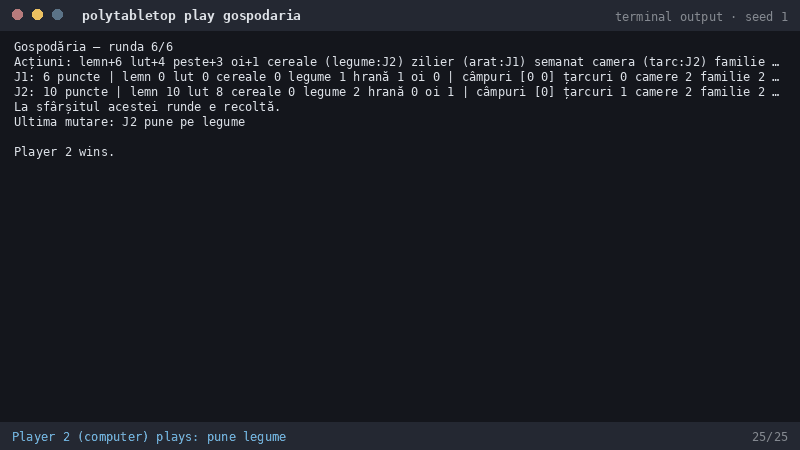 polytabletop play gospodaria
terminal output · seed 1
Gospodăria — runda 6/6
Acțiuni: lemn+6 lut+4 peste+3 oi+1 cereale (legume:J2) zilier (arat:J1) semanat camera (tarc:J2) familie …
J1: 6 puncte | lemn 0 lut 0 cereale 0 legume 1 hrană 1 oi 0 | câmpuri [0 0] țarcuri 0 camere 2 familie 2 …
J2: 10 puncte | lemn 10 lut 8 cereale 0 legume 2 hrană 0 oi 1 | câmpuri [0] țarcuri 1 camere 2 familie 2 …
La sfârșitul acestei runde e recoltă.
Ultima mutare: J2 pune pe legume
Player 2 wins.
Player 2 (computer) plays: pune legume
25/25